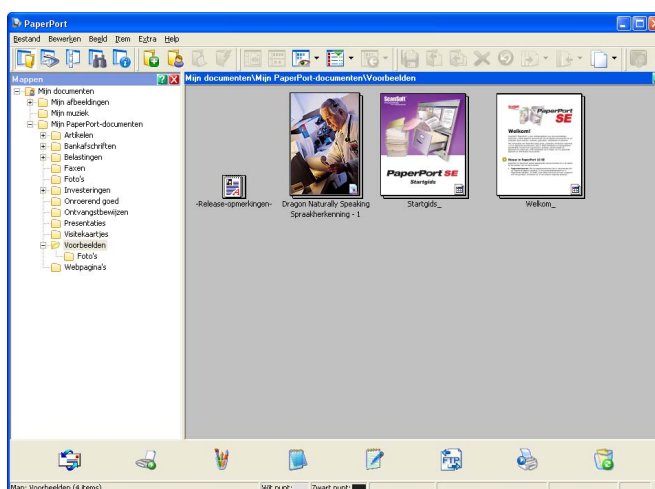 PaperPort
Bestand Bewerken Beeld Item Extra Help
Mappen
Mijn documenten\Mijn PaperPort-documenten\Voorbeelden
Mijn documenten
Mijn afbeeldingen
Mijn muziek
Mijn PaperPort-documenten
Artikelen
Bankafschriften
Belastingen
Faxen
Foto's
Investeringen
Onroerend goed
Ontvangstbewijzen
Presentaties
Visitekaartjes
Voorbeelden
Foto's
Webpagina's
ScanSoft
PaperPort SE
Startgids
PaperPort
SE
Welkom!
-Release-opmerkingen-
Dragon Naturally Speaking
Spraakherkenning - 1
Startgids_
Welkom_
FTP
Map: Voorbeelden (4 items)
Wit punt:
Zwart punt: